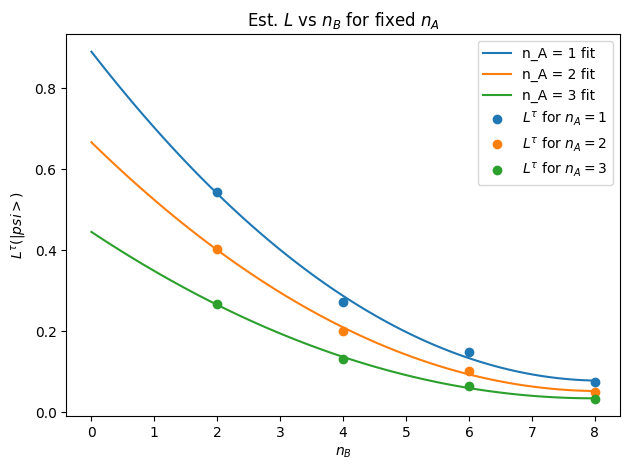 Est. L vs n_B for fixed n_A
L^τ(|psi >)
0.8
0.6
0.4
0.2
0.0
n_A = 1 fit
n_A = 2 fit
n_A = 3 fit
L^τ for n_A = 1
L^τ for n_A = 2
L^τ for n_A = 3
0 1 2 3 4 5 6 7 8
n_B